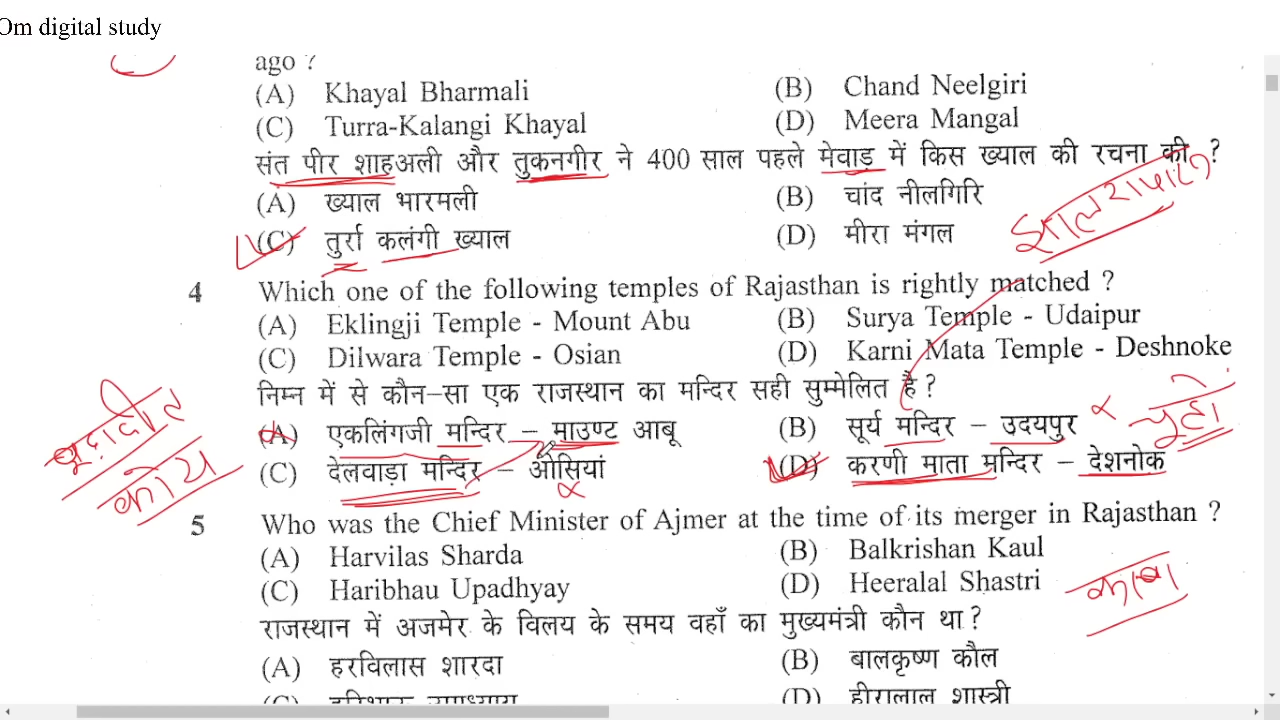 Om digital study
ago ?
(A) Khayal Bharmali (B) Chand Neelgiri
(C) Turra-Kalangi Khayal (D) Meera Mangal
संत पीर शाहअली और तुकनगीर ने 400 साल पहले मेवाड़ में किस ख्याल की रचना की ?
(A) ख्याल भारमली (B) चांद नीलगिरि
(C) तुर्रा कलंगी ख्याल (D) मीरा मंगल
4 Which one of the following temples of Rajasthan is rightly matched ?
(A) Eklingji Temple - Mount Abu (B) Surya Temple - Udaipur
(C) Dilwara Temple - Osian (D) Karni Mata Temple - Deshnoke
निम्न में से कौन-सा एक राजस्थान का मन्दिर सही सुम्मेलित है ?
(A) एकलिंगजी मन्दिर – माउण्ट आबू (B) सूर्य मन्दिर – उदयपुर
चूहो
(C) देलवाड़ा मन्दिर – ओसियां (D) करणी माता मन्दिर – देशनोक
5 Who was the Chief Minister of Ajmer at the time of its merger in Rajasthan ?
(A) Harvilas Sharda (B) Balkrishan Kaul
(C) Haribhau Upadhyay (D) Heeralal Shastri
काबा
राजस्थान में अजमेर के विलय के समय वहाँ का मुख्यमंत्री कौन था ?
(A) हरविलास शारदा (B) बालकृष्ण कौल
(D) हीरालाल शास्त्री